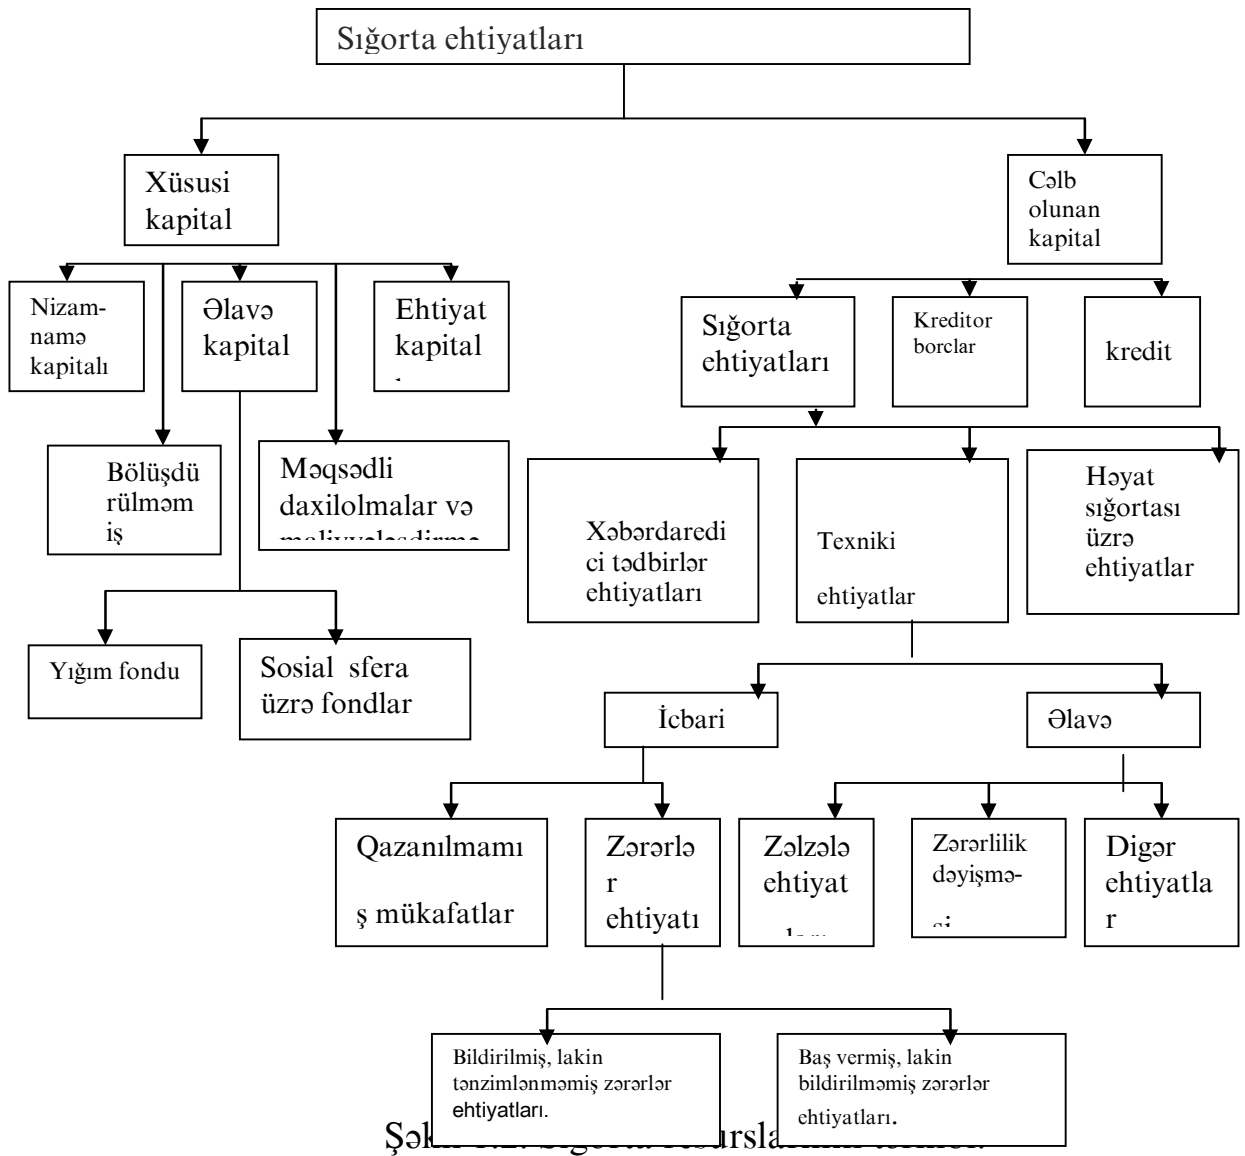 Sığorta ehtiyatları
Xüsusi
kapital
Cəlb
olunan
kapital
Nizam-
namə
kapitalı
Əlavə
kapital
Ehtiyat
kapital
Sığorta
ehtiyatları
Kreditor
borclar
kredit
Bölüşdü
rülməm
iş
Məqsədli
daxilolmalar və
Xəbərdaredi
ci tədbirlər
ehtiyatları
Texniki
ehtiyatlar
Həyat
sığortası
üzrə
ehtiyatlar
Yığım fondu
Sosial sfera
üzrə fondlar
İcbari
Əlavə
Qazanılmamı
ş mükafatlar
Zərərlə
r
ehtiyatı
Zəlzələ
ehtiyat
Zərərlilik
dəyişmə-
si
Digər
ehtiyatla
r
Bildirilmiş, lakin
tənzimlənməmiş zərərlər
ehtiyatları.
Baş vermiş, lakin
bildirilməmiş zərərlər
ehtiyatları.